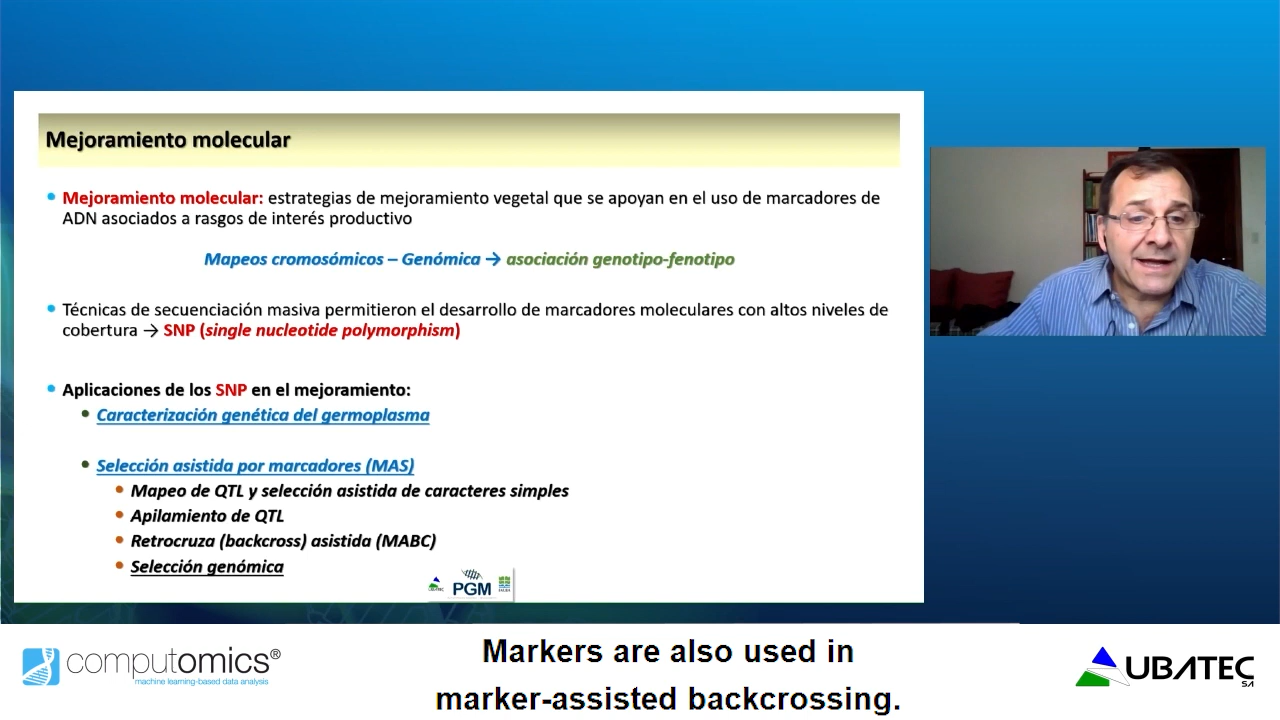 Mejoramiento molecular
• Mejoramiento molecular: estrategias de mejoramiento vegetal que se apoyan en el uso de marcadores de
ADN asociados a rasgos de interés productivo
Mapeos cromosómicos – Genómica → asociación genotipo-fenotipo
• Técnicas de secuenciación masiva permitieron el desarrollo de marcadores moleculares con altos niveles de
cobertura → SNP (single nucleotide polymorphism)
• Aplicaciones de los SNP en el mejoramiento:
• Caracterización genética del germoplasma
• Selección asistida por marcadores (MAS)
• Mapeo de QTL y selección asistida de caracteres simples
• Apilamiento de QTL
• Retrocruza (backcross) asistida (MABC)
• Selección genómica
PGM
computomics®
machine learning-based data analysis
Markers are also used in
marker-assisted backcrossing.
UBATEC
SA